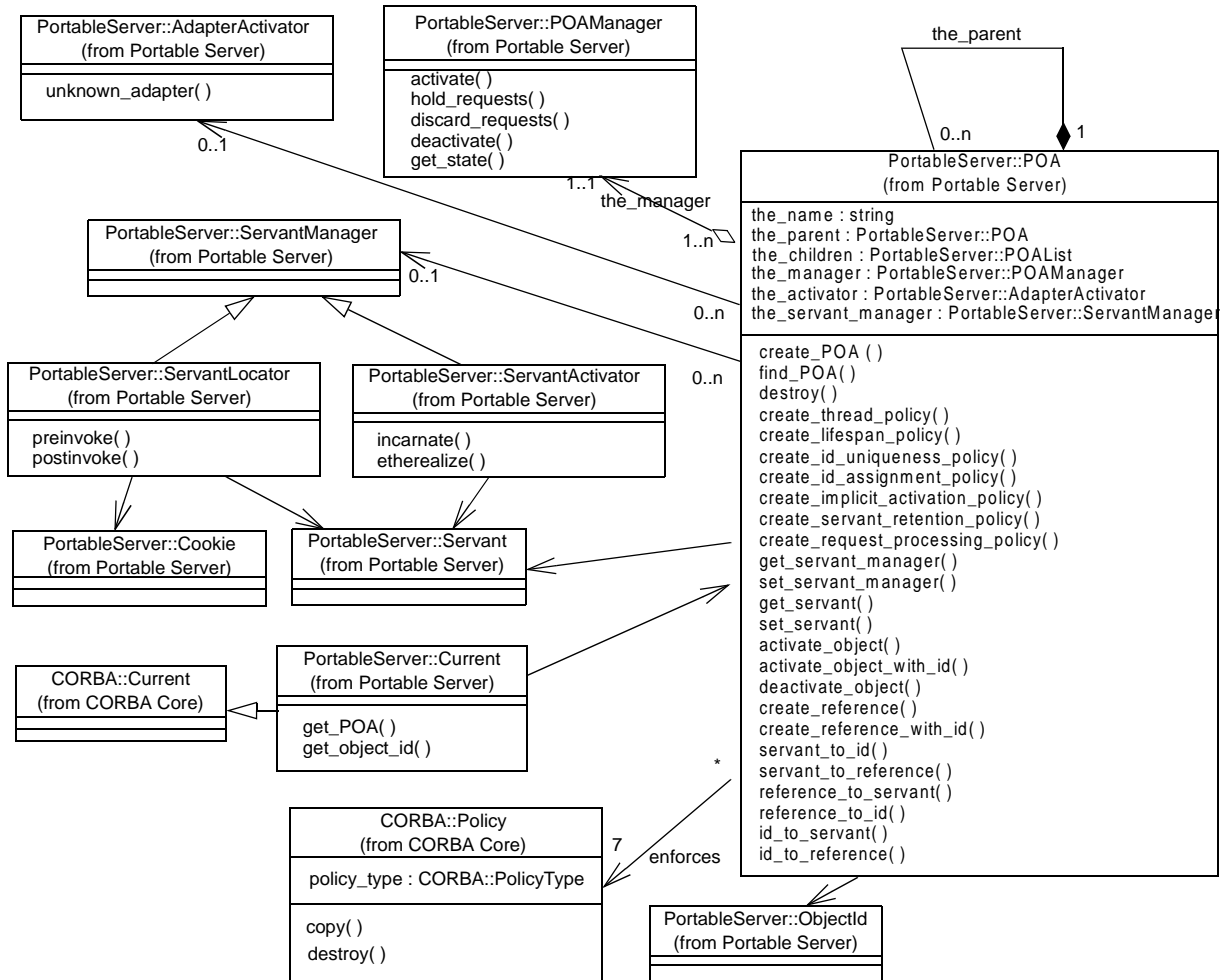 PortableServer::AdapterActivator
(from Portable Server)
unknown_adapter( )
0..1
PortableServer::POAManager
(from Portable Server)
activate( )
hold_requests( )
discard_requests( )
deactivate( )
get_state( )
1..1
the_manager
1..n
the_parent
0..n
1
PortableServer::POA
(from Portable Server)
the_name : string
the_parent : PortableServer::POA
the_children : PortableServer::POAList
the_manager : PortableServer::POAManager
the_activator : PortableServer::AdapterActivator
the_servant_manager : PortableServer::ServantManager
create_POA ( )
find_POA( )
destroy( )
create_thread_policy( )
create_lifespan_policy( )
create_id_uniqueness_policy( )
create_id_assignment_policy( )
create_implicit_activation_policy( )
create_servant_retention_policy( )
create_request_processing_policy( )
get_servant_manager( )
set_servant_manager( )
get_servant( )
set_servant( )
activate_object( )
activate_object_with_id( )
deactivate_object( )
create_reference( )
create_reference_with_id( )
servant_to_id( )
servant_to_reference( )
reference_to_servant( )
reference_to_id( )
id_to_servant( )
id_to_reference( )
PortableServer::ServantManager
(from Portable Server)
0..1
0..n
0..n
PortableServer::ServantLocator
(from Portable Server)
preinvoke( )
postinvoke( )
PortableServer::ServantActivator
(from Portable Server)
incarnate( )
etherealize( )
PortableServer::Cookie
(from Portable Server)
PortableServer::Servant
(from Portable Server)
CORBA::Current
(from CORBA Core)
PortableServer::Current
(from Portable Server)
get_POA( )
get_object_id( )
CORBA::Policy
(from CORBA Core)
policy_type : CORBA::PolicyType
copy( )
destroy( )
*
7
enforces
PortableServer::ObjectId
(from Portable Server)